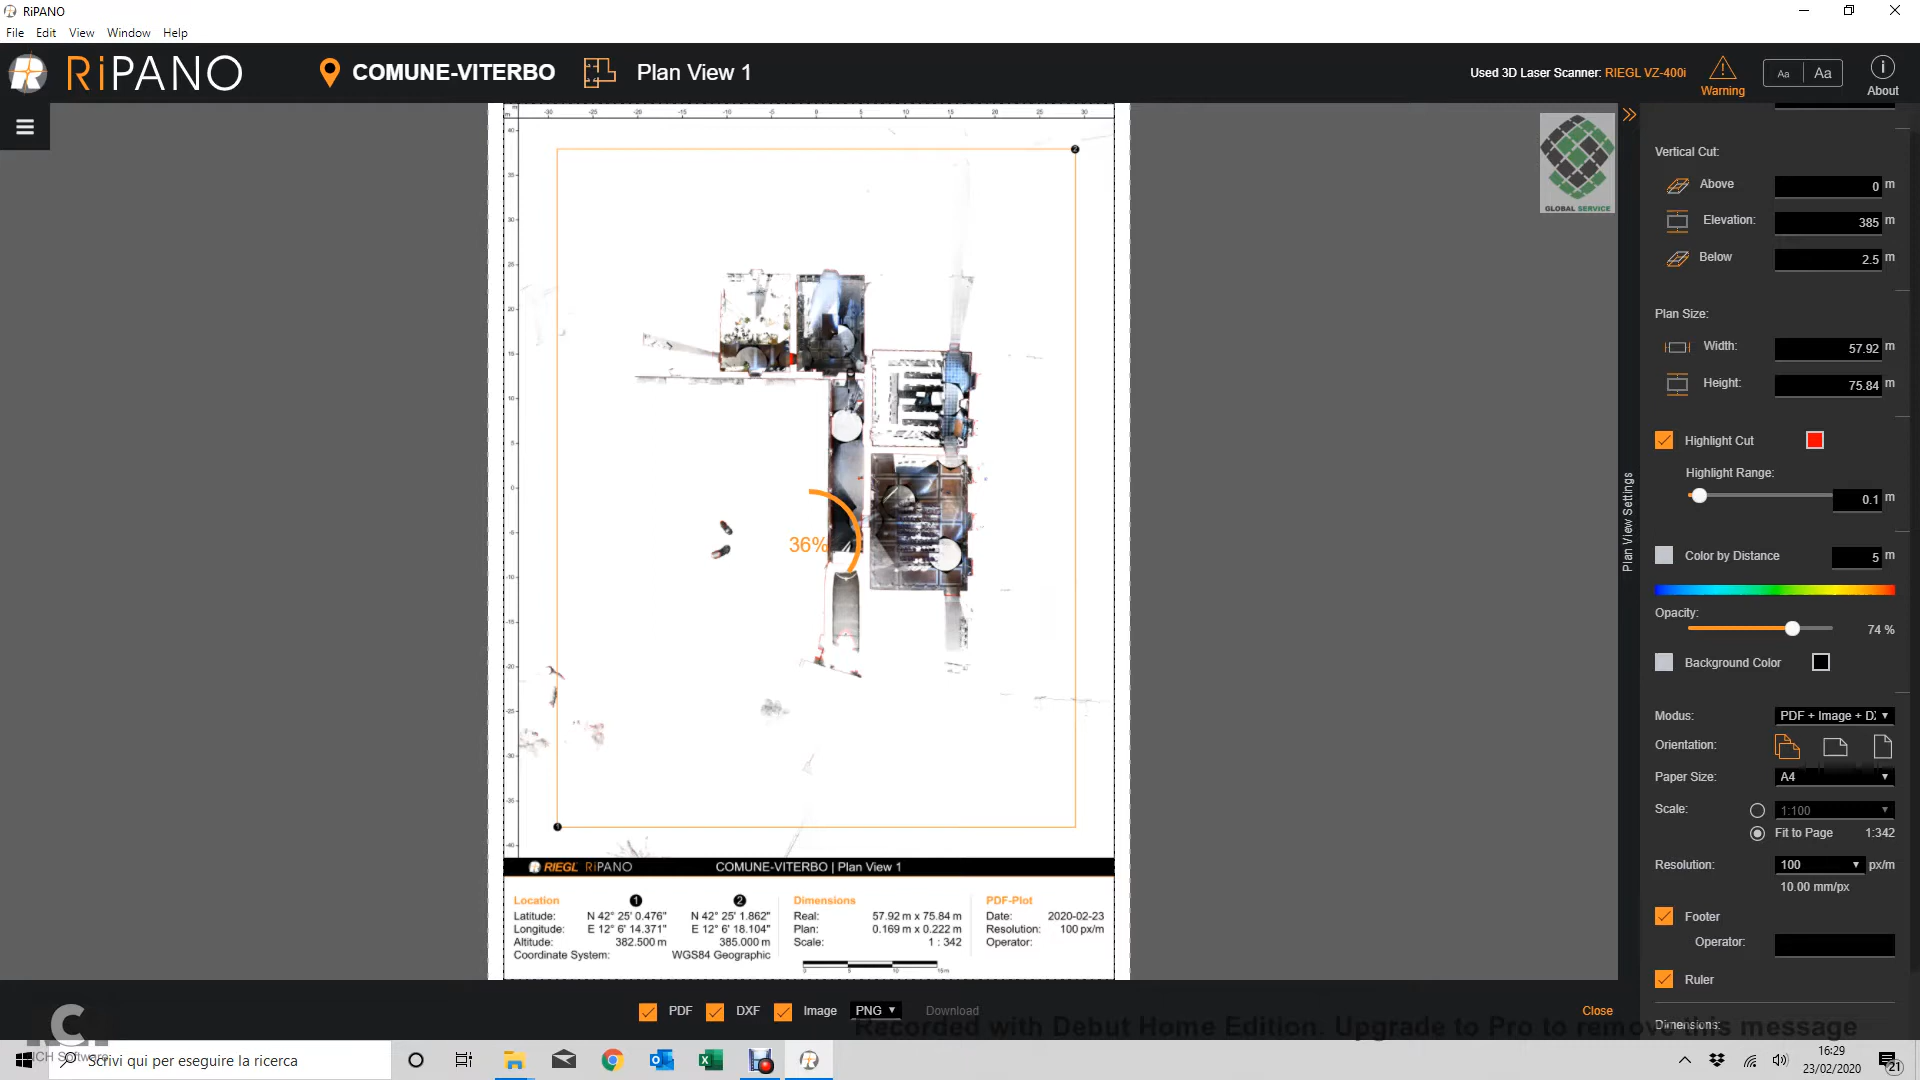 RiPANO
File Edit View Window Help
RiPANO
COMUNE-VITERBO
Plan View 1
Used 3D Laser Scanner: RIEGL VZ-400i
Warning
Aa Aa
About
GLOBAL SERVICE
36%
RIEGL RiPANO
COMUNE-VITERBO | Plan View 1
Location 1 2
Latitude: N 42° 25' 0.476" N 42° 25' 1.862"
Longitude: E 12° 6' 14.371" E 12° 6' 18.104"
Altitude: 382.500 m 385.000 m
Coordinate System: WGS84 Geographic
Dimensions
Real: 57.92 m x 75.84 m
Plan: 0.169 m x 0.222 m
Scale: 1 : 342
PDF-Plot
Date: 2020-02-23
Resolution: 100 px/m
Operator:
Plan View Settings
Vertical Cut:
Above 0 m
Elevation: 385 m
Below 2.5 m
Plan Size:
Width: 57.92 m
Height: 75.84 m
Highlight Cut
Highlight Range:
0.1 m
Color by Distance 5 m
Opacity:
74 %
Background Color
Modus: PDF + Image + D
Orientation:
Paper Size: A4
Scale: 1:100
Fit to Page 1:342
Resolution: 100 px/m
10.00 mm/px
Footer
Operator:
Ruler
Dimensions:
PDF DXF Image PNG Download
Close
Recorded with Debut Home Edition. Upgrade to Pro to remove this message
NCH Software
Scrivi qui per eseguire la ricerca
16:29
23/02/2020
21